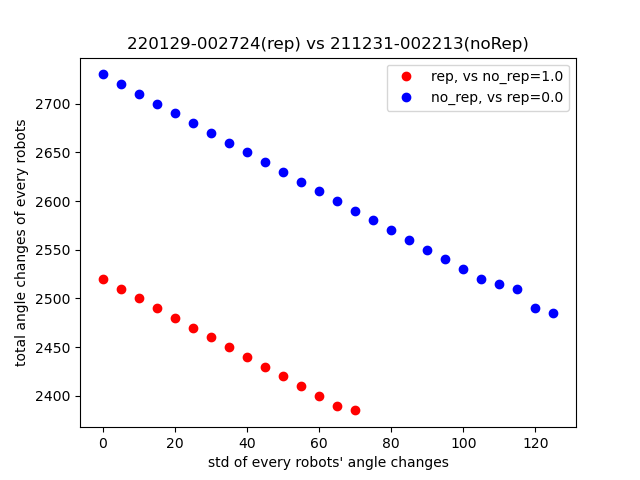 220129-002724(rep) vs 211231-002213(noRep)
rep, vs no_rep=1.0
no_rep, vs rep=0.0
total angle changes of every robots
2700
2650
2600
2550
2500
2450
2400
0 20 40 60 80 100 120
std of every robots' angle changes